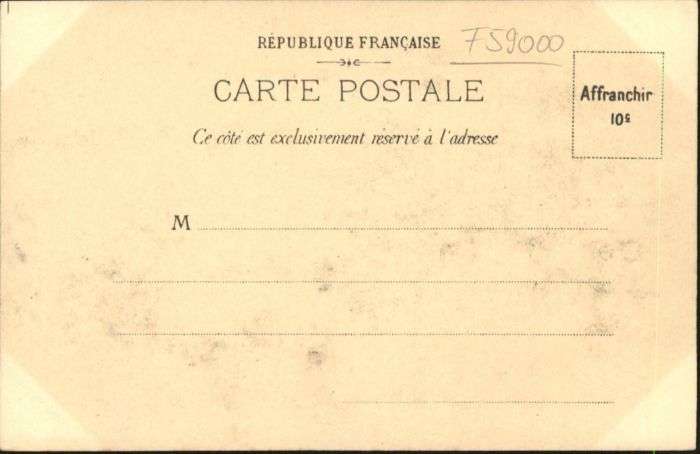 RÉPUBLIQUE FRANÇAISE
F59000
CARTE POSTALE
Affranchir
10c
Ce côté est exclusivement réservé à l'adresse
M